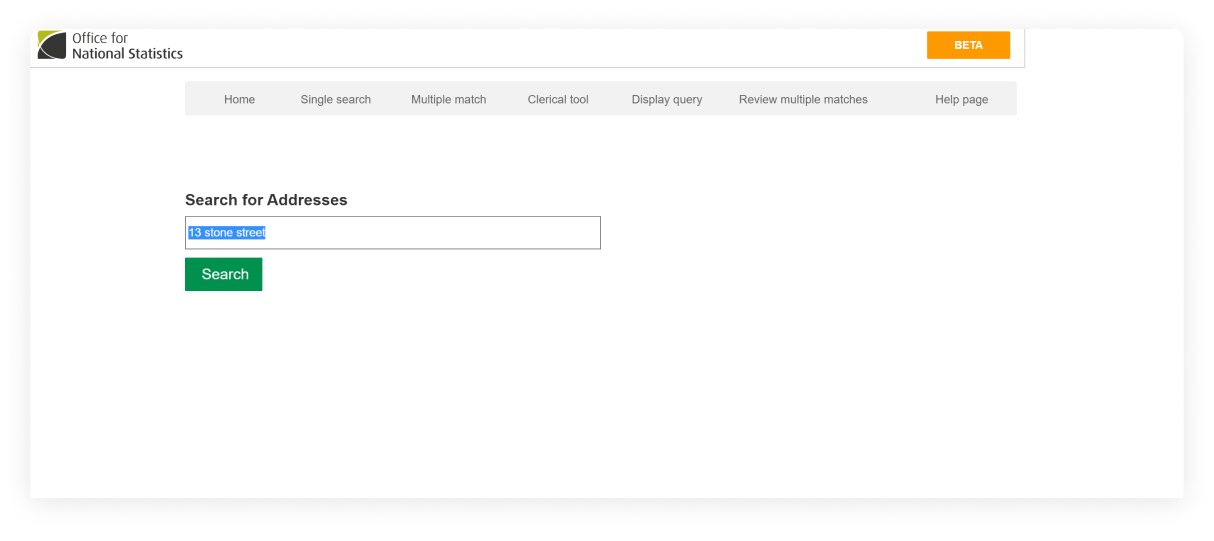 Office for
National Statistics
BETA
Home Single search Multiple match Clerical tool Display query Review multiple matches Help page
Search for Addresses
13 stone street
Search